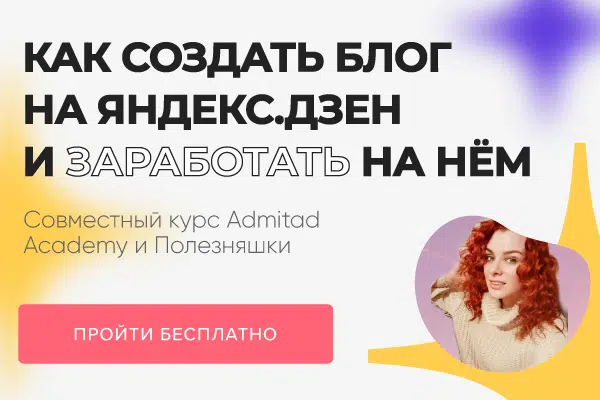 КАК СОЗДАТЬ БЛОГ
НА ЯНДЕКС.ДЗЕН
И ЗАРАБОТАТЬ НА НЁМ
Совместный курс Admitad
Academy и Полезняшки
ПРОЙТИ БЕСПЛАТНО